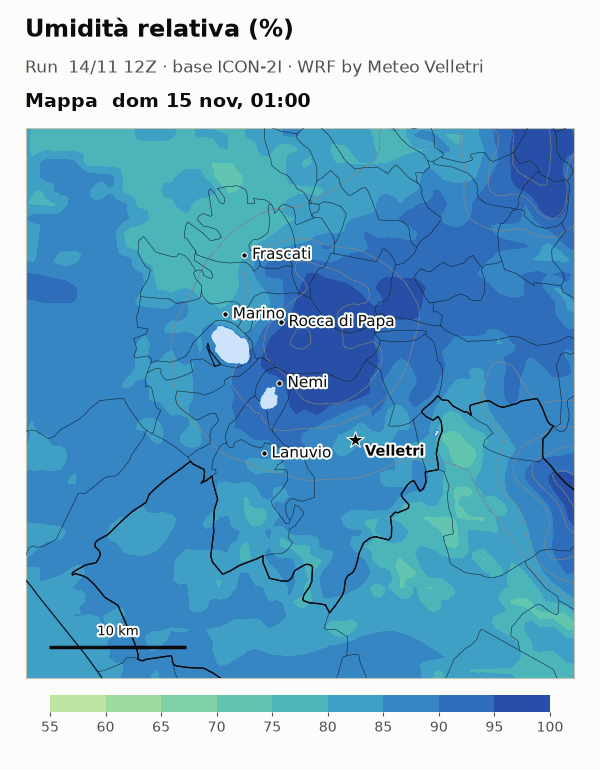 Umidità relativa (%)
Run  14/11 12Z · base ICON-2I · WRF by Meteo Velletri
Mappa  dom 15 nov, 01:00
Frascati
Marino
Rocca di Papa
Nemi
Velletri
Lanuvio
10 km
55 60 65 70 75 80 85 90 95 100